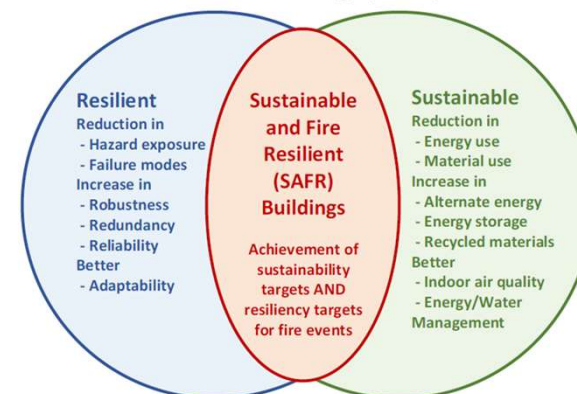 Resilient
Reduction in
- Hazard exposure
- Failure modes
Increase in
- Robustness
- Redundancy
- Reliability
Better
- Adaptability
Sustainable
and Fire
Resilient
(SAFR)
Buildings
Achievement of
sustainability
targets AND
resiliency targets
for fire events
Sustainable
Reduction in
- Energy use
- Material use
Increase in
- Alternate energy
- Energy storage
- Recycled materials
Better
- Indoor air quality
- Energy/Water
Management